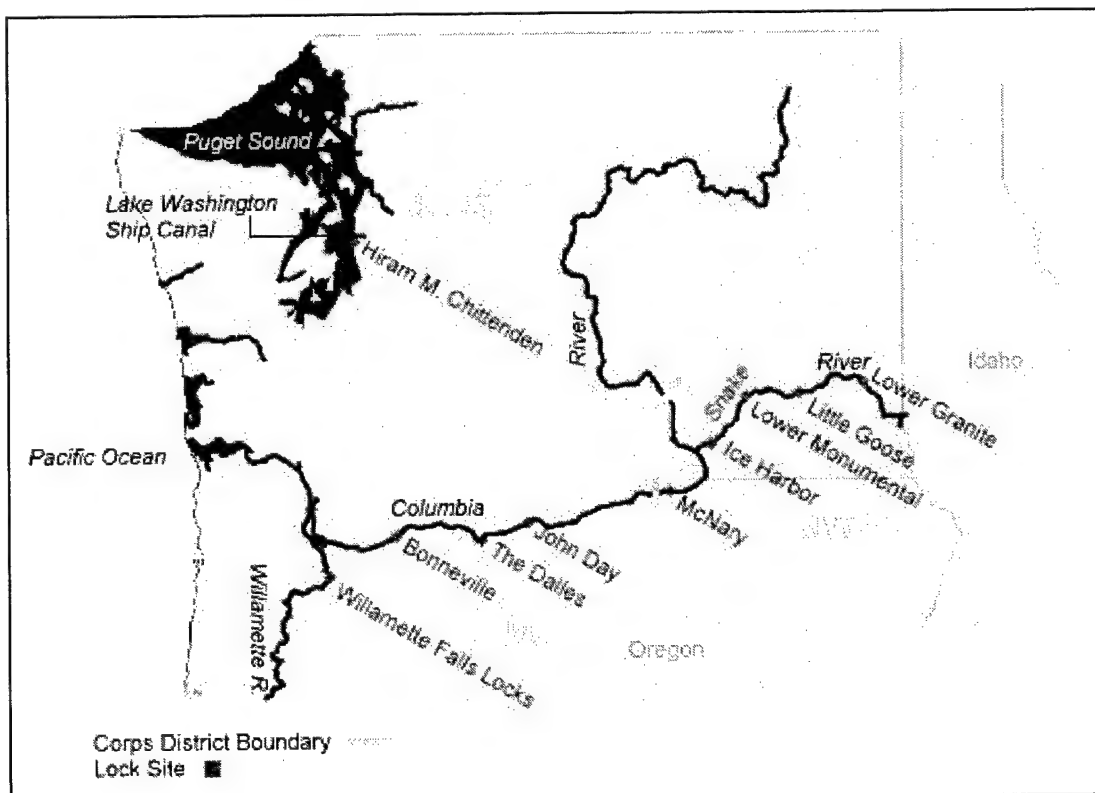 Puget Sound
Lake Washington
Ship Canal
Hiram M. Chittenden
River
Idaho
River
Lower Granite
Snake
Little Goose
Lower Monumental
Pacific Ocean
Ice Harbor
Columbia
McNary
John Day
The Dalles
Bonneville
Willamette R.
Willamette Falls Locks
Oregon
Corps District Boundary
Lock Site